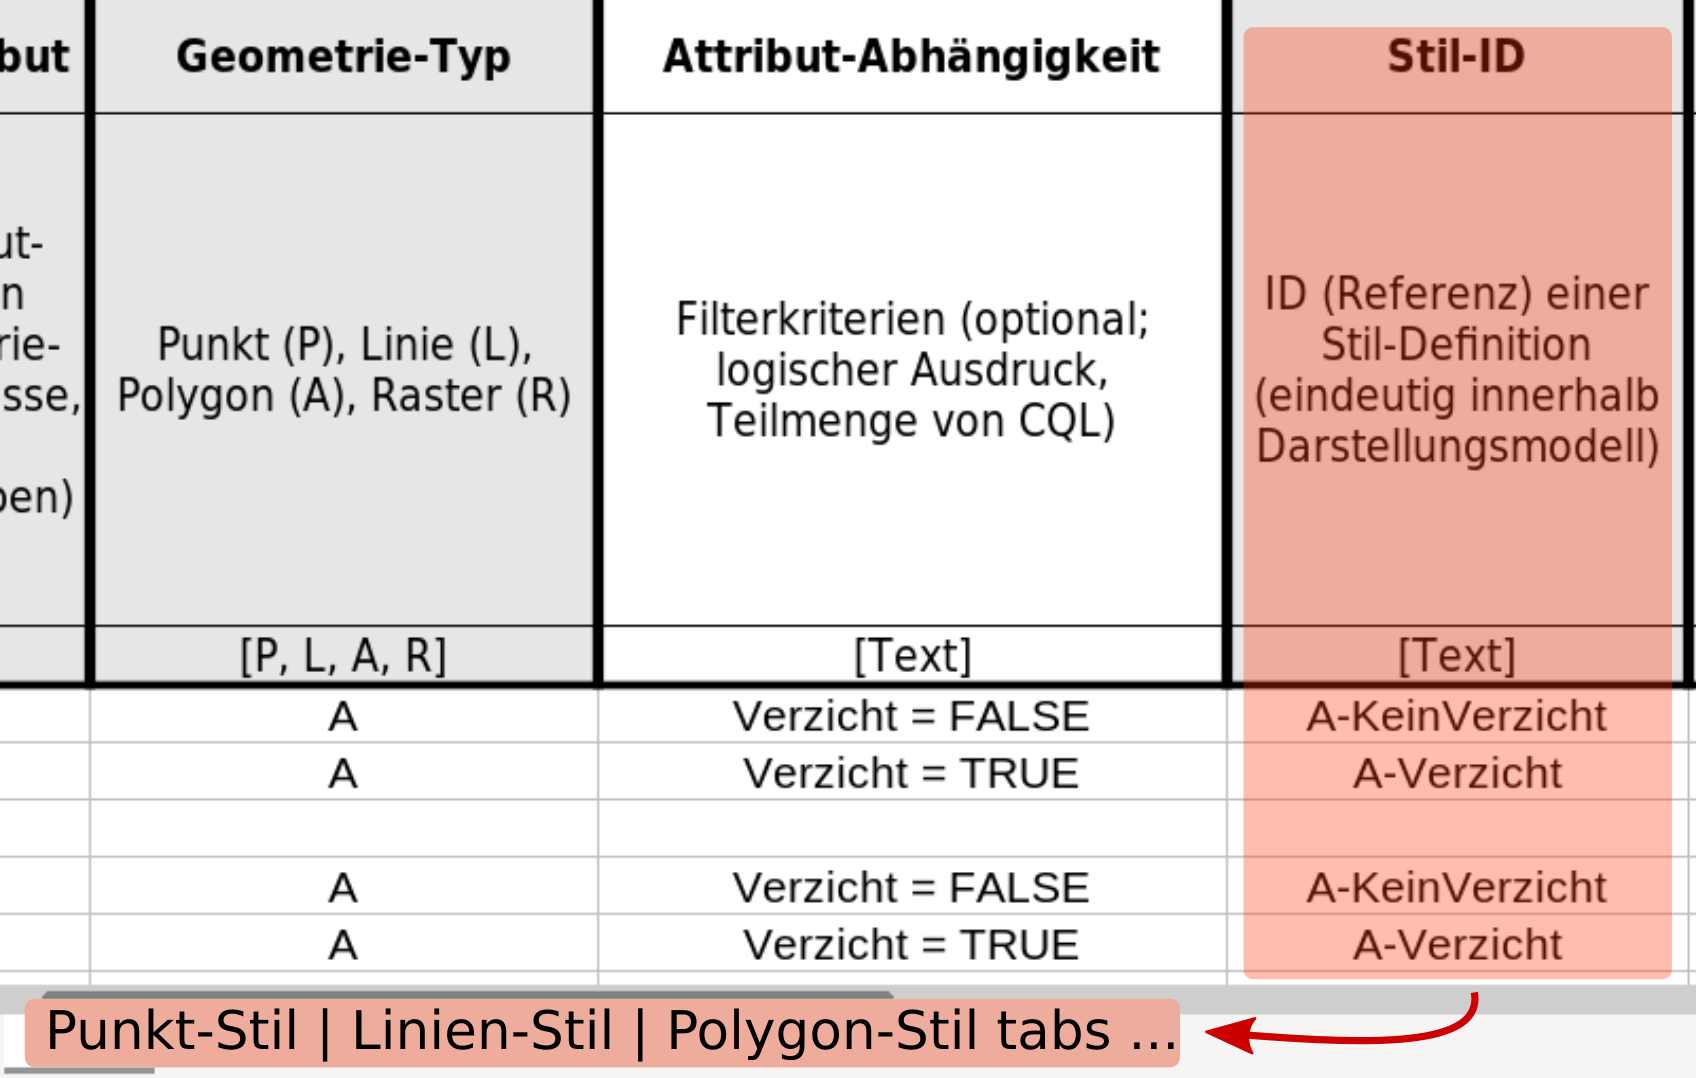 but
Geometrie-Typ
Attribut-Abhängigkeit
Stil-ID
ut-
n
rie-
sse,
ben)
Punkt (P), Linie (L),
Polygon (A), Raster (R)
Filterkriterien (optional;
logischer Ausdruck,
Teilmenge von CQL)
ID (Referenz) einer
Stil-Definition
(eindeutig innerhalb
Darstellungsmodell)
[P, L, A, R]
[Text]
[Text]
A
Verzicht = FALSE
A-KeinVerzicht
A
Verzicht = TRUE
A-Verzicht
A
Verzicht = FALSE
A-KeinVerzicht
A
Verzicht = TRUE
A-Verzicht
Punkt-Stil | Linien-Stil | Polygon-Stil tabs ...